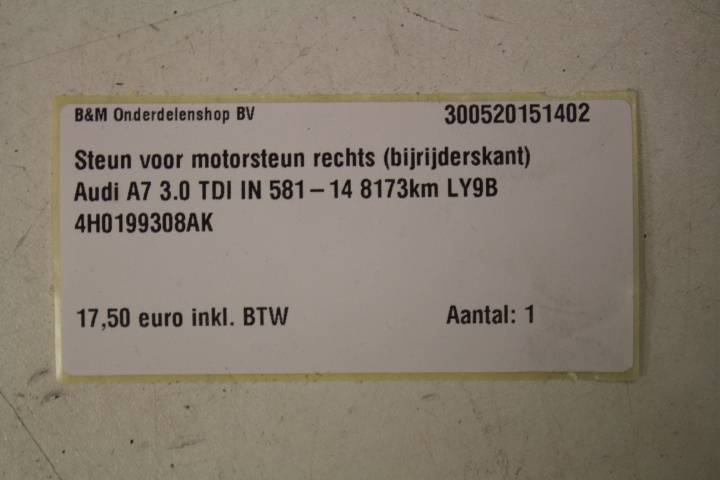 B&M Onderdelenshop BV 300520151402
Steun voor motorsteun rechts (bijrijderskant)
Audi A7 3.0 TDI IN 581–14 8173km LY9B
4H0199308AK
17,50 euro inkl. BTW Aantal: 1